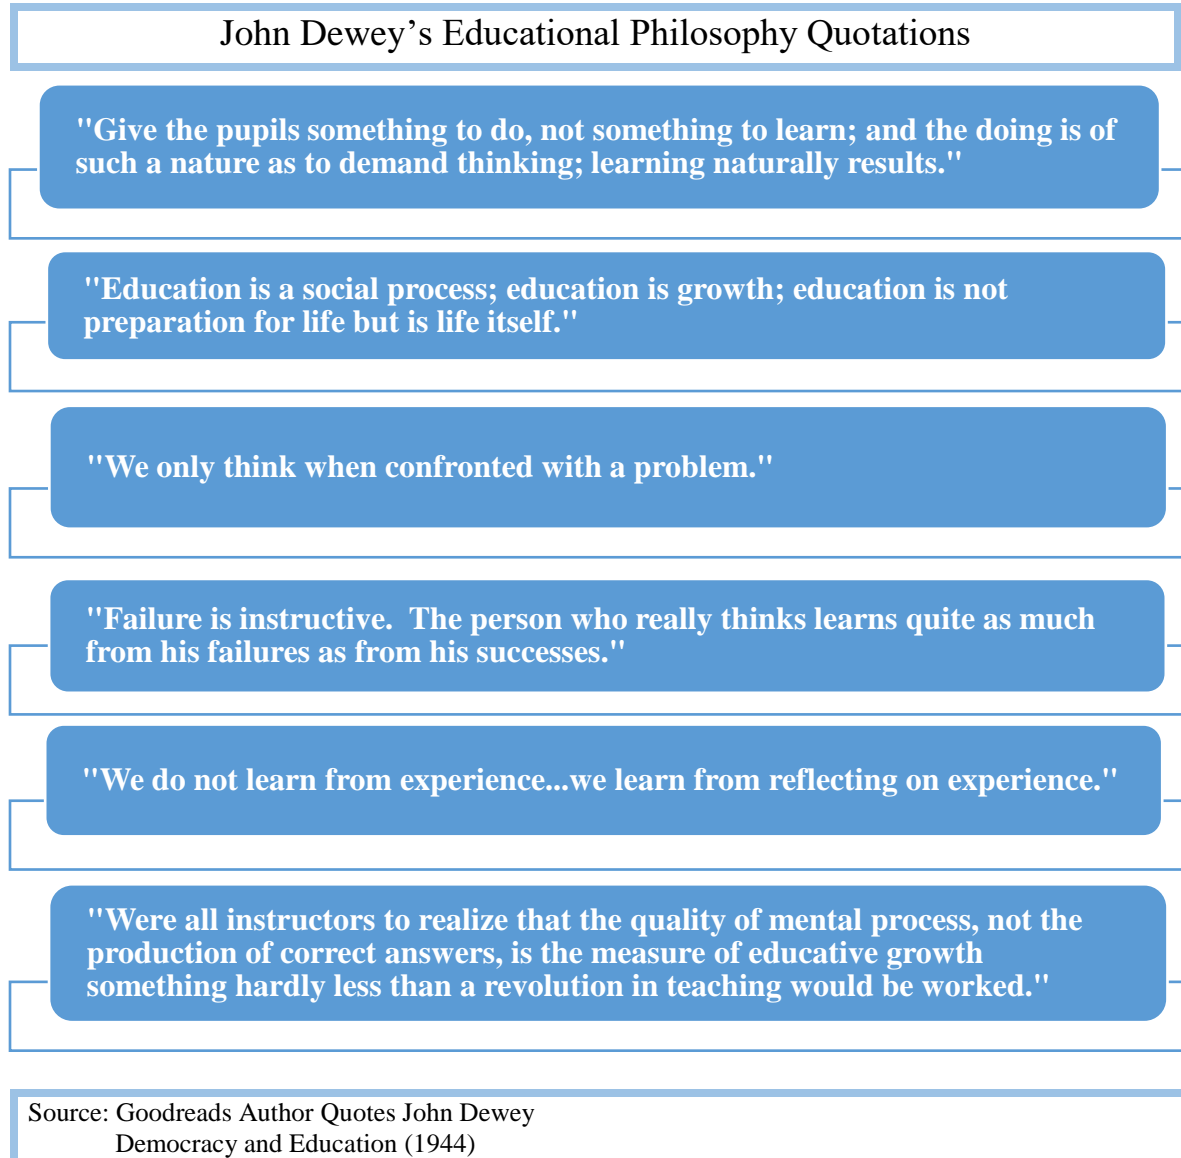 John Dewey’s Educational Philosophy Quotations
"Give the pupils something to do, not something to learn; and the doing is of
such a nature as to demand thinking; learning naturally results."
"Education is a social process; education is growth; education is not
preparation for life but is life itself."
"We only think when confronted with a problem."
"Failure is instructive.  The person who really thinks learns quite as much
from his failures as from his successes."
"We do not learn from experience...we learn from reflecting on experience."
"Were all instructors to realize that the quality of mental process, not the
production of correct answers, is the measure of educative growth
something hardly less than a revolution in teaching would be worked."
Source: Goodreads Author Quotes John Dewey
Democracy and Education (1944)